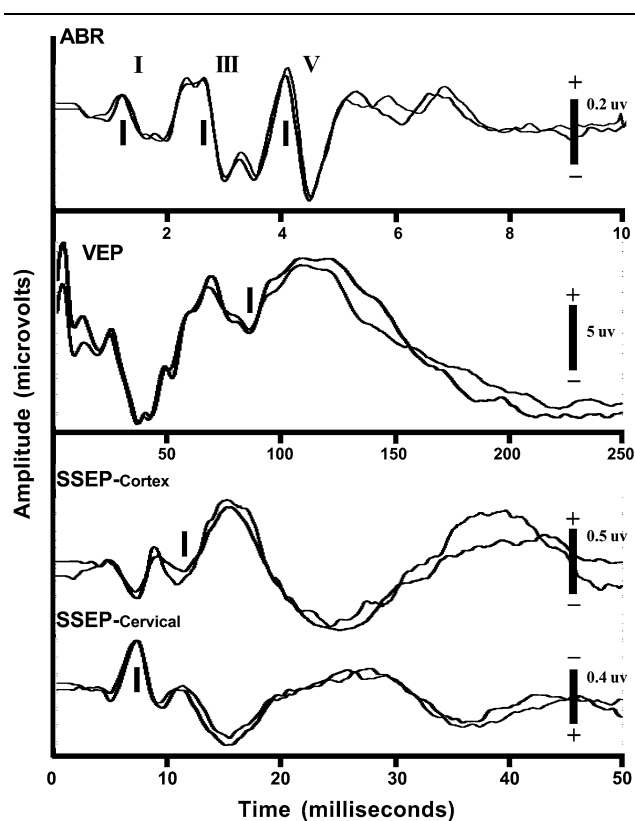 ABR
I III V
+
0.2 uv
−
2 4 6 8 10
VEP
+
5 uv
−
50 100 150 200 250
SSEP-Cortex
+
0.5 uv
−
SSEP-Cervical
−
0.4 uv
+
0 10 20 30 40 50
Time (milliseconds)
Amplitude (microvolts)